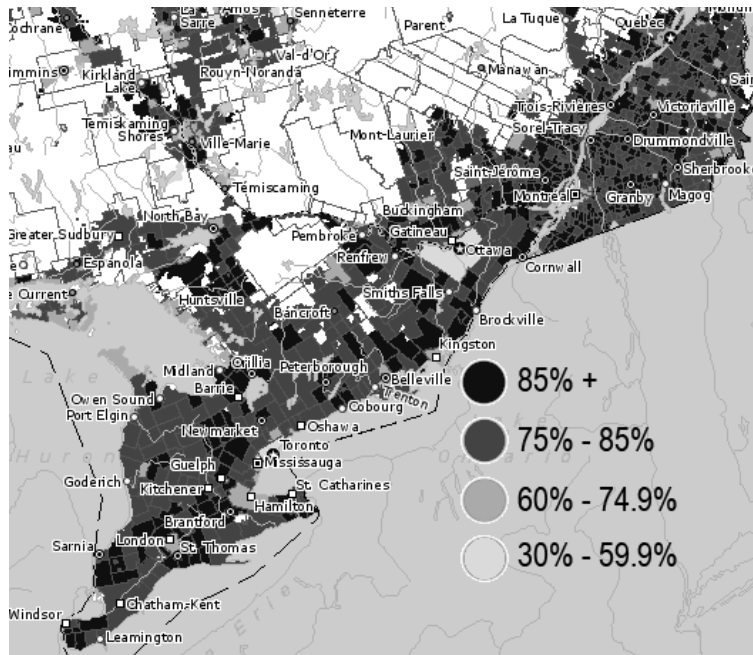 La
Sarre
Amos
Senneterre
La Tuque
Québec
Cochrane
Parent
Val-d'Or
Rouyn-Noranda
Manawan
Kirkland
Lake
Trois-Rivières
Victoriaville
Temiskaming
Shores
Sorel-Tracy
Mont-Laurier
Ville-Marie
Drummondville
Saint-Jérôme
Sherbrooke
Témiscaming
Montréal
Granby
Magog
Buckingham
North Bay
Gatineau
Greater Sudbury
Pembroke
Ottawa
Renfrew
Espanola
Cornwall
e Current
Smiths Falls
Huntsville
Bancroft
Brockville
Kingston
Midland
Orillia
Peterborough
Lake
Barrie
Belleville
85% +
Owen Sound
Trenton
Port Elgin
Cobourg
Newmarket
Oshawa
75% - 85%
Toronto
Guelph
Mississauga
Huron
Ontario
Goderich
Kitchener
St. Catharines
60% - 74.9%
Hamilton
Brantford
Sarnia
London
St. Thomas
30% - 59.9%
Chatham-Kent
Windsor
Erie
Leamington